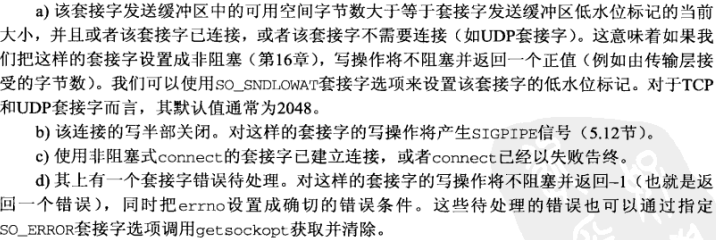 a) 该套接字发送缓冲区中的可用空间字节数大于等于套接字发送缓冲区低水位标记的当前
大小，并且或者该套接字已连接，或者该套接字不需要连接（如UDP套接字）。这意味着如果我
们把这样的套接字设置成非阻塞（第16章），写操作将不阻塞并返回一个正值（例如由传输层接
受的字节数）。我们可以使用SO_SNDLOWAT套接字选项来设置该套接字的低水位标记。对于TCP
和UDP套接字而言，其默认值通常为2048。
b) 该连接的写半部关闭。对这样的套接字的写操作将产生SIGPIPE信号（5.12节）。
c) 使用非阻塞式connect的套接字已建立连接，或者connect已经以失败告终。
d) 其上有一个套接字错误待处理。对这样的套接字的写操作将不阻塞并返回-1（也就是返
回一个错误），同时把errno设置成确切的错误条件。这些待处理的错误也可以通过指定
SO_ERROR套接字选项调用getsockopt获取并清除。